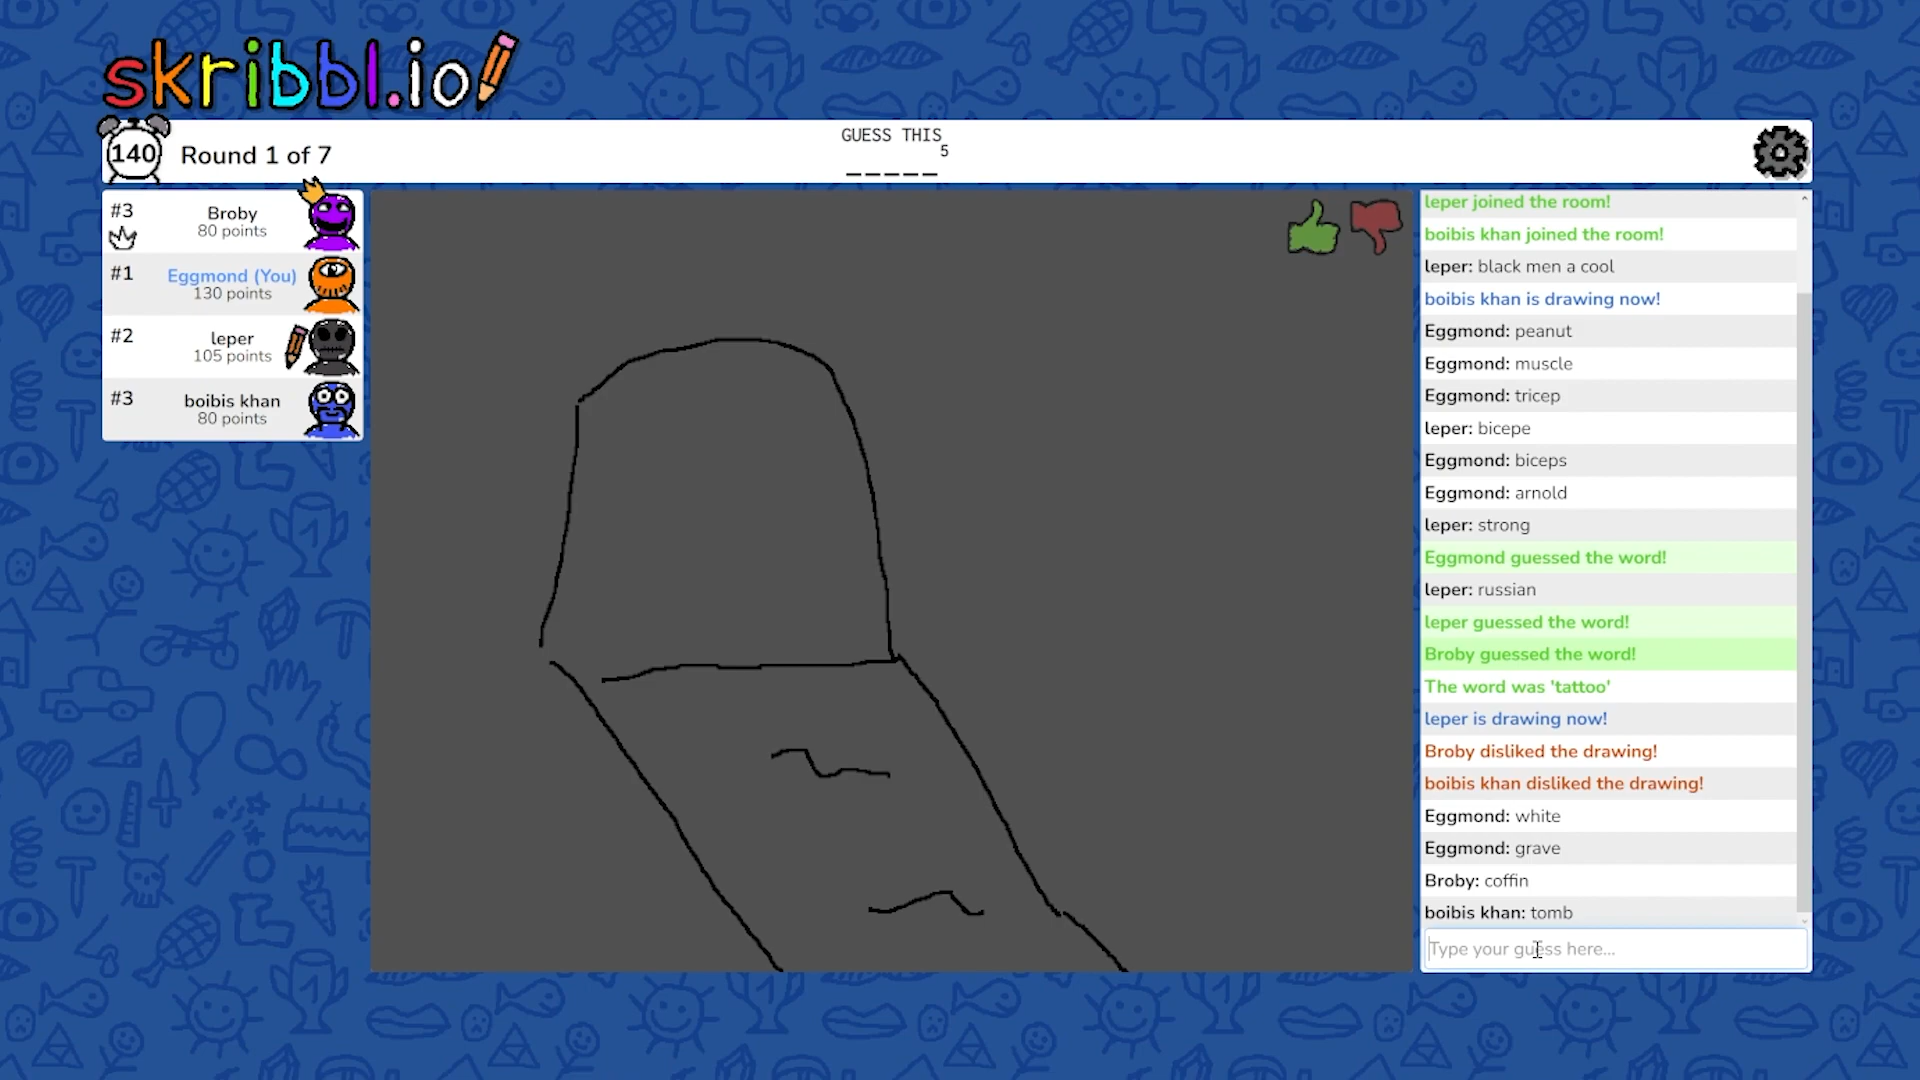 skribbl.io
140
Round 1 of 7
GUESS THIS
5
_____
#3
Broby
80 points
#1
Eggmond (You)
130 points
#2
leper
105 points
#3
boibis khan
80 points
leper joined the room!
boibis khan joined the room!
leper: black men a cool
boibis khan is drawing now!
Eggmond: peanut
Eggmond: muscle
Eggmond: tricep
leper: bicepe
Eggmond: biceps
Eggmond: arnold
leper: strong
Eggmond guessed the word!
leper: russian
leper guessed the word!
Broby guessed the word!
The word was 'tattoo'
leper is drawing now!
Broby disliked the drawing!
boibis khan disliked the drawing!
Eggmond: white
Eggmond: grave
Broby: coffin
boibis khan: tomb
Type your guess here...